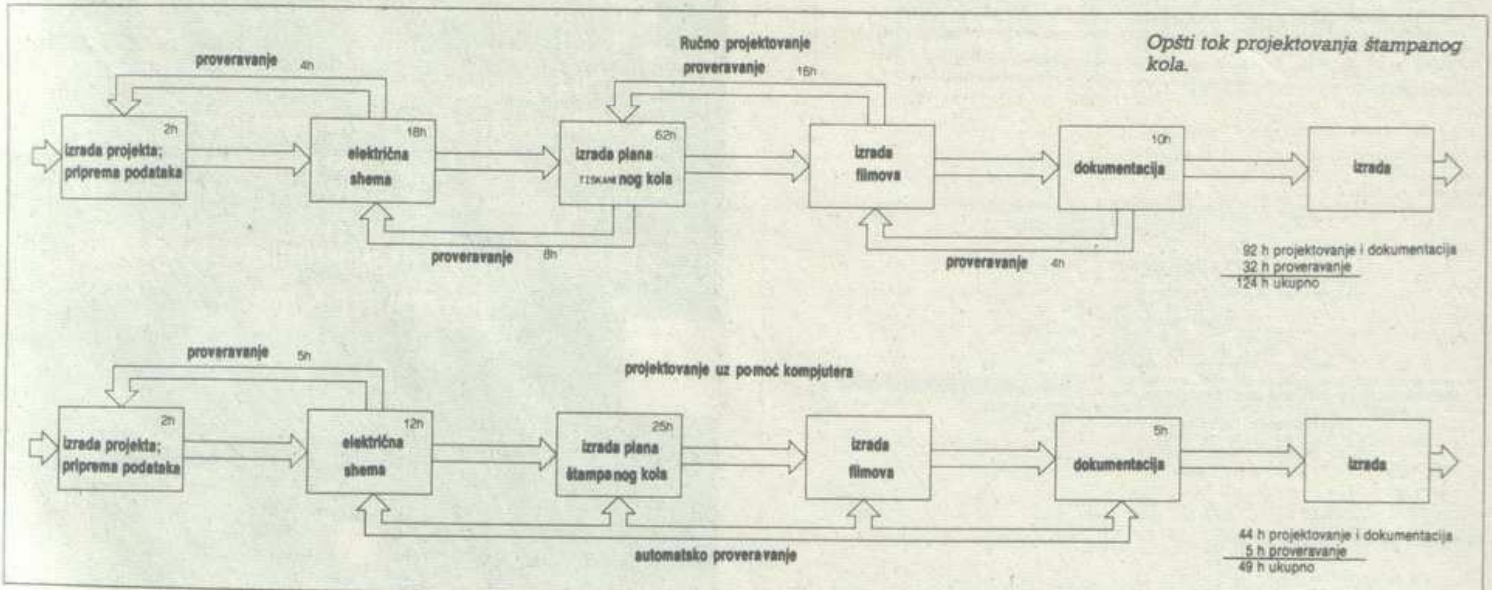 Opšti tok projektovanja štampanog
kola.
Ručno projektovanje
proveravanje 4h
proveravanje 16h
2h
izrada projekta;
priprema podataka
18h
električna
shema
62h
izrada plana
TISKANnog kola
izrada
filmova
10h
dokumentacija
izrada
proveravanje 8h
proveravanje 4h
92 h projektovanje i dokumentacija
32 h proveravanje
124 h ukupno
projektovanje uz pomoć kompjutera
proveravanje 5h
2h
izrada projekta;
priprema podataka
12h
električna
shema
25h
izrada plana
štampanog kola
izrada
filmova
5h
dokumentacija
izrada
automatsko proveravanje
44 h projektovanje i dokumentacija
5 h proveravanje
49 h ukupno